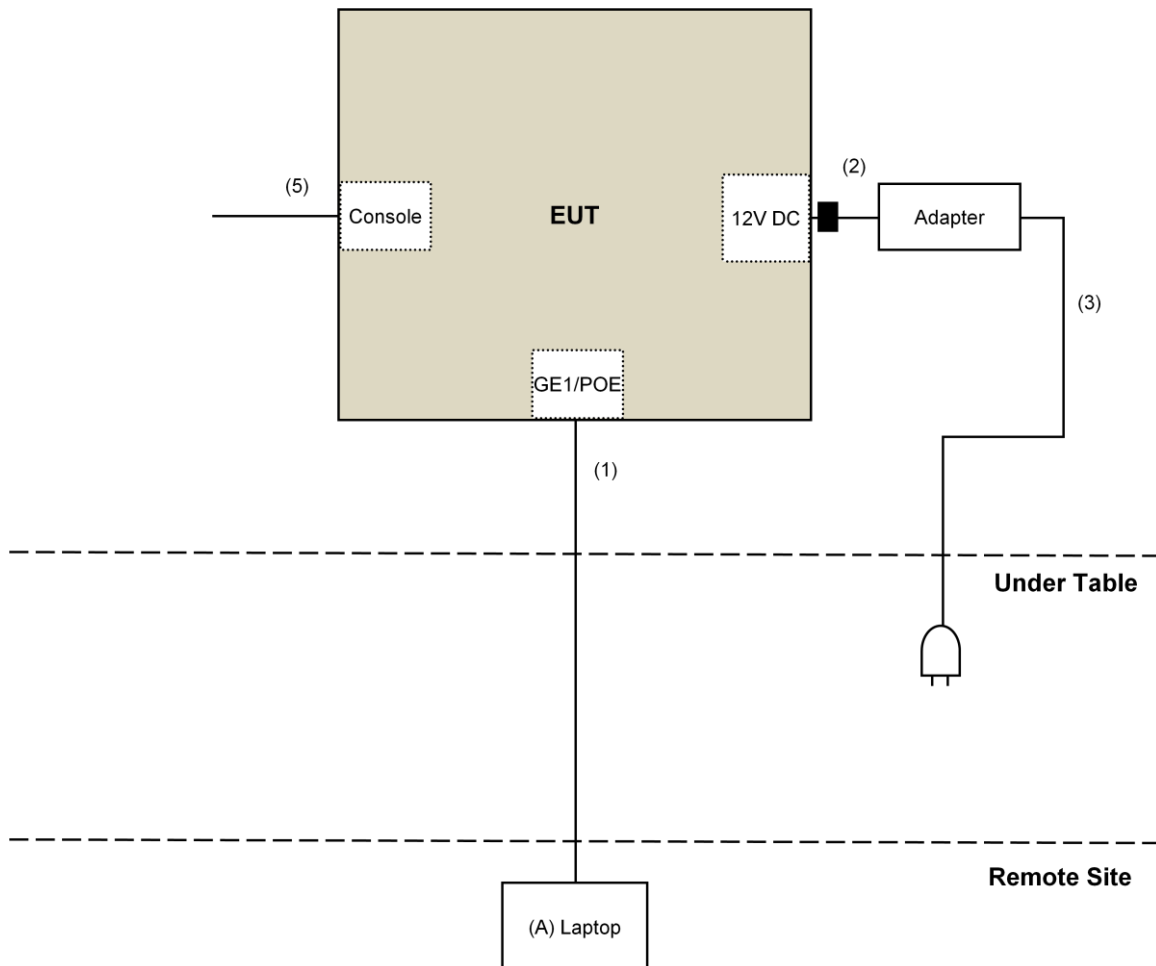 (2)
(5)
Console
EUT
12V DC
Adapter
(3)
GE1/POE
(1)
Under Table
Remote Site
(A) Laptop